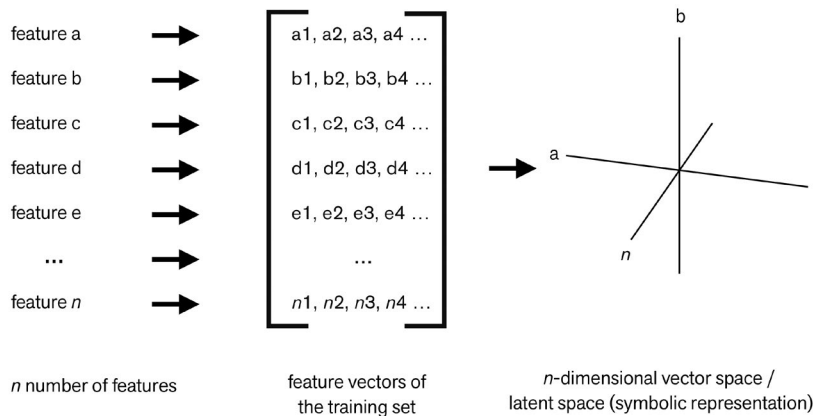 feature a
a1, a2, a3, a4 ...
feature b
b1, b2, b3, b4 ...
feature c
c1, c2, c3, c4 ...
feature d
d1, d2, d3, d4 ...
feature e
e1, e2, e3, e4 ...
...
...
feature n
n1, n2, n3, n4 ...
b
a
n
n number of features
feature vectors of
the training set
n-dimensional vector space /
latent space (symbolic representation)